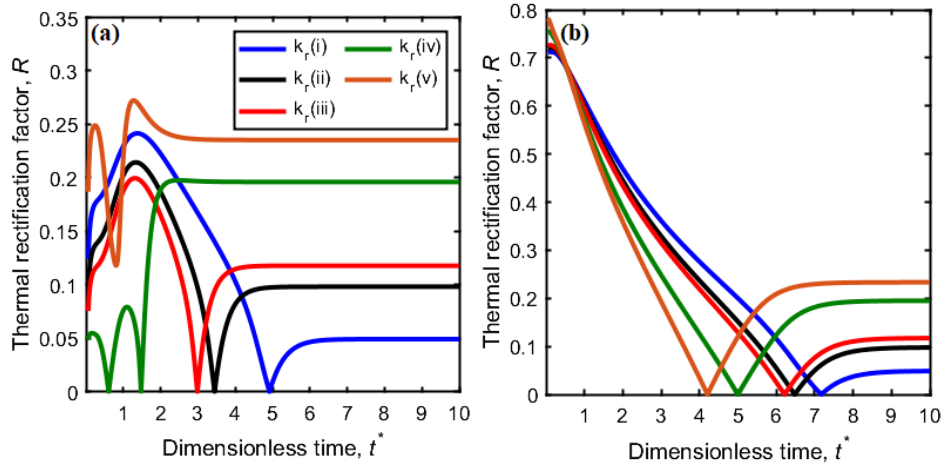 (a)
0.35
0.3
0.25
0.2
0.15
0.1
0.05
0
Thermal rectification factor, R
k_r(i)
k_r(ii)
k_r(iii)
k_r(iv)
k_r(v)
1 2 3 4 5 6 7 8 9 10
Dimensionless time, t*
(b)
0.8
0.7
0.6
0.5
0.4
0.3
0.2
0.1
0
Thermal rectification factor, R
1 2 3 4 5 6 7 8 9 10
Dimensionless time, t*